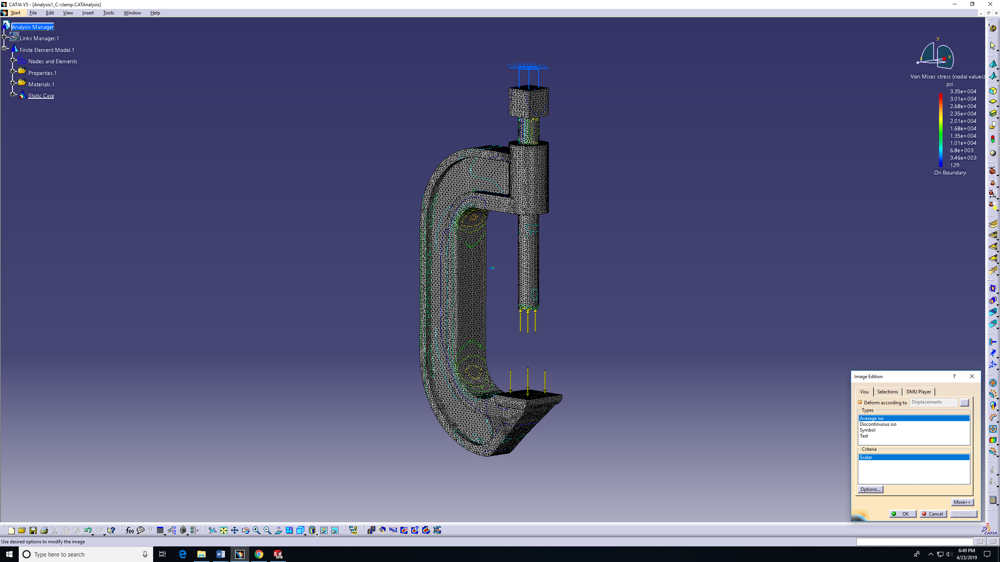 CATIA V5 - [Analysis1_C-clamp.CATAnalysis]
Start File Edit View Insert Tools Window Help
Analysis Manager
Links Manager.1
Finite Element Model.1
Nodes and Elements
Properties.1
Materials.1
Static Case
y
z
x
Von Mises stress (nodal values)
psi
3.35e+004
3.01e+004
2.68e+004
2.35e+004
2.01e+004
1.68e+004
1.35e+004
1.01e+004
6.8e+003
3.46e+003
129
On Boundary
Image Edition ?
Visu Selections DMU Player
Deform according to Displacements ...
Types
Average iso
Discontinuous iso
Symbol
Text
Criteria
Scalar
Options...
More>>
OK Cancel Preview
f(x)
DS CATIA
Use desired options to modify the image
Type here to search
SW 2018
6:49 PM
4/23/2019